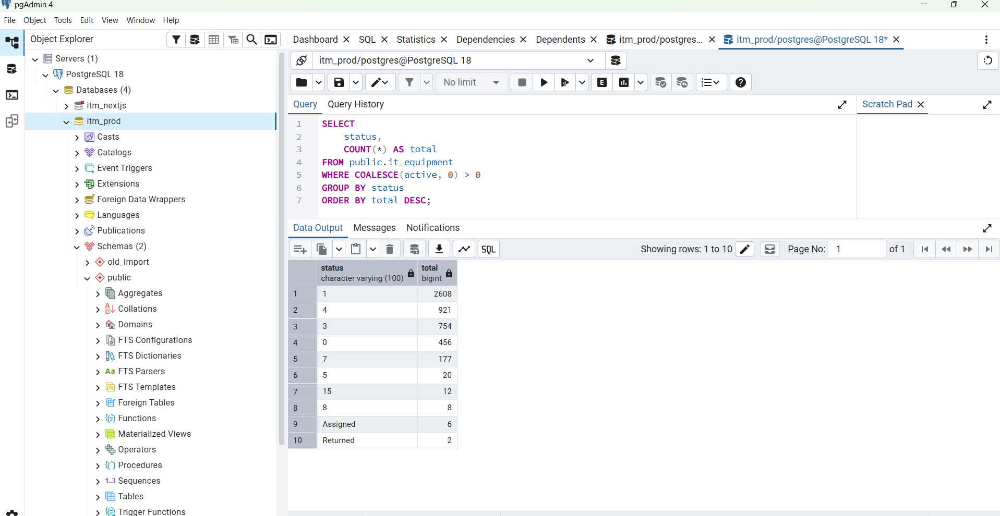 pgAdmin 4
File Object Tools Edit View Window Help
Object Explorer
Dashboard SQL Statistics Dependencies Dependents itm_prod/postgres... itm_prod/postgres@PostgreSQL 18*
Servers (1)
PostgreSQL 18
Databases (4)
itm_nextjs
itm_prod
Casts
Catalogs
Event Triggers
Extensions
Foreign Data Wrappers
Languages
Publications
Schemas (2)
old_import
public
Aggregates
Collations
Domains
FTS Configurations
FTS Dictionaries
Aa FTS Parsers
FTS Templates
Foreign Tables
Functions
Materialized Views
Operators
Procedures
1..3 Sequences
Tables
Trigger Functions
itm_prod/postgres@PostgreSQL 18
No limit
E
Query Query History
Scratch Pad
1 SELECT
2 status,
3 COUNT(*) AS total
4 FROM public.it_equipment
5 WHERE COALESCE(active, 0) > 0
6 GROUP BY status
7 ORDER BY total DESC;
Data Output Messages Notifications
SQL Showing rows: 1 to 10 Page No: 1 of 1
status total
character varying (100) bigint
1 1 2608
2 4 921
3 3 754
4 0 456
5 7 177
6 5 20
7 15 12
8 8 8
9 Assigned 6
10 Returned 2